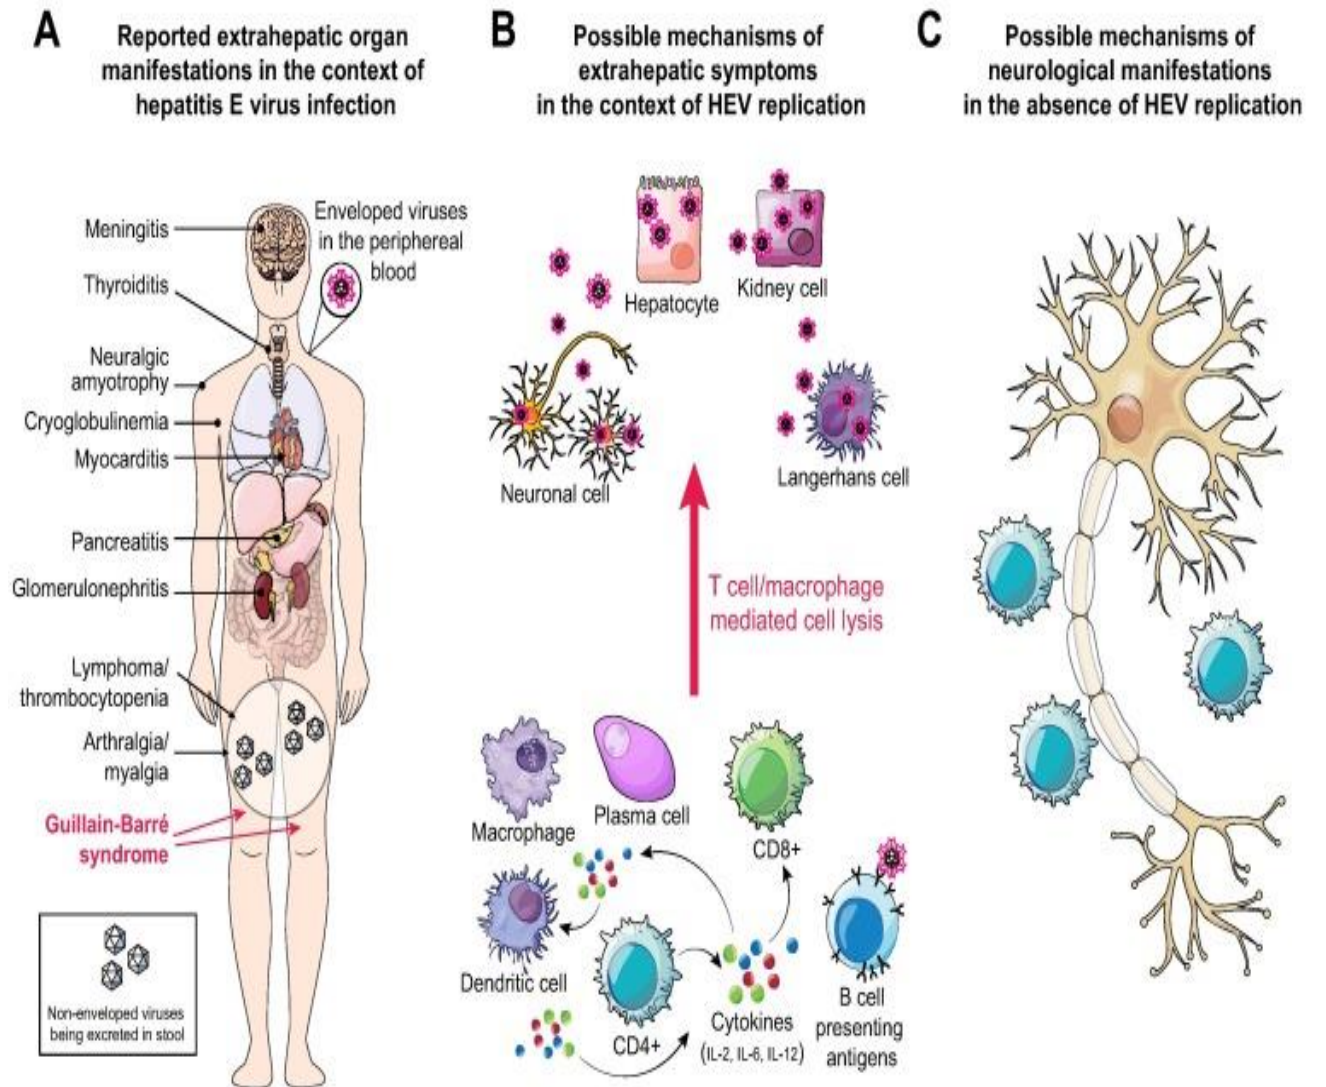 A
Reported extrahepatic organ
manifestations in the context of
hepatitis E virus infection
Meningitis
Thyroiditis
Neuralgic
amyotrophy
Cryoglobulinemia
Myocarditis
Pancreatitis
Glomerulonephritis
Lymphoma/
thrombocytopenia
Arthralgia/
myalgia
Guillain-Barré
syndrome
Enveloped viruses
in the periphereal
blood
Non-enveloped viruses
being excreted in stool
B
Possible mechanisms of
extrahepatic symptoms
in the context of HEV replication
Hepatocyte
Kidney cell
Neuronal cell
Langerhans cell
T cell/macrophage
mediated cell lysis
Macrophage
Plasma cell
CD8+
Dendritic cell
CD4+
Cytokines
(IL-2, IL-6, IL-12)
B cell
presenting
antigens
C
Possible mechanisms of
neurological manifestations
in the absence of HEV replication